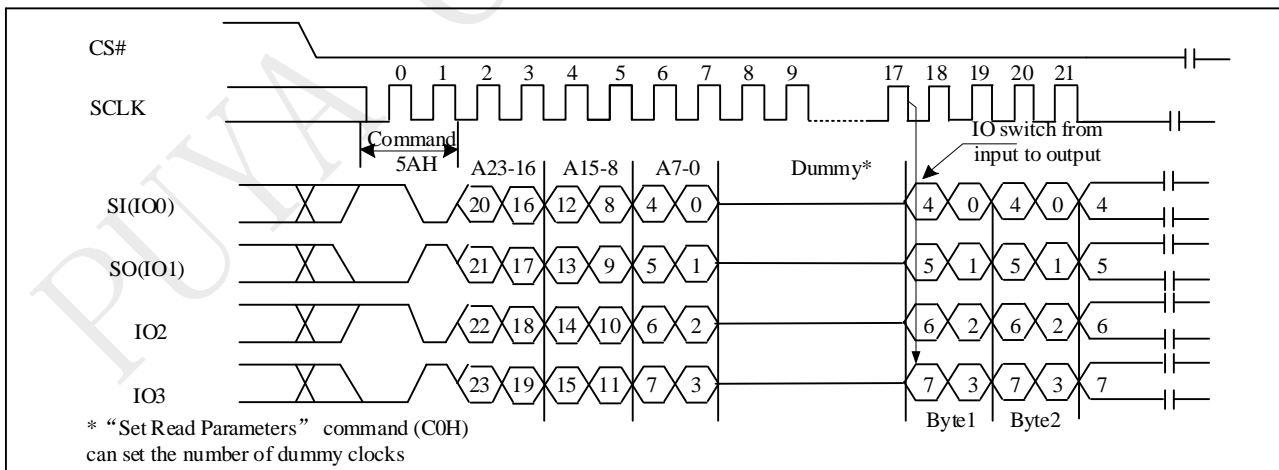 PUYA
CS#
0 1 2 3 4 5 6 7 8 9 17 18 19 20 21
SCLK
Command
5AH
IO switch from
input to output
A23-16 A15-8 A7-0 Dummy*
SI(IO0) 20 16 12 8 4 0 4 0 4 0 4
SO(IO1) 21 17 13 9 5 1 5 1 5 1 5
IO2 22 18 14 10 6 2 6 2 6 2 6
IO3 23 19 15 11 7 3 7 3 7 3 7
Byte1 Byte2
* “Set Read Parameters” command (C0H)
can set the number of dummy clocks